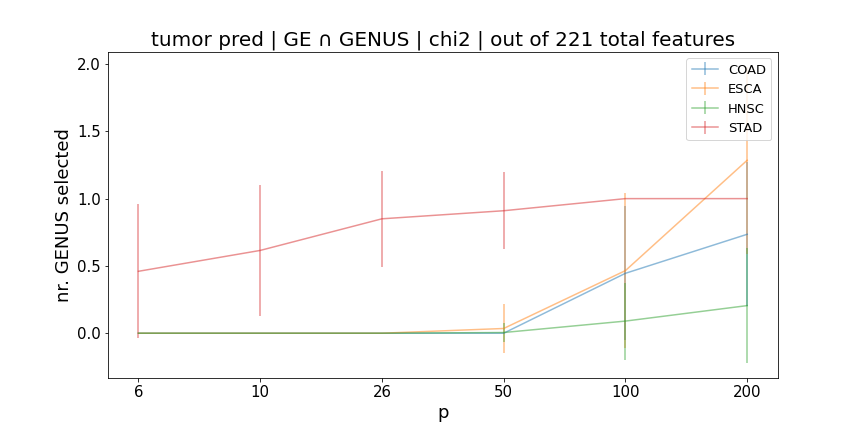 tumor pred | GE ∩ GENUS | chi2 | out of 221 total features
nr. GENUS selected
2.0
1.5
1.0
0.5
0.0
COAD
ESCA
HNSC
STAD
6 10 26 50 100 200
p